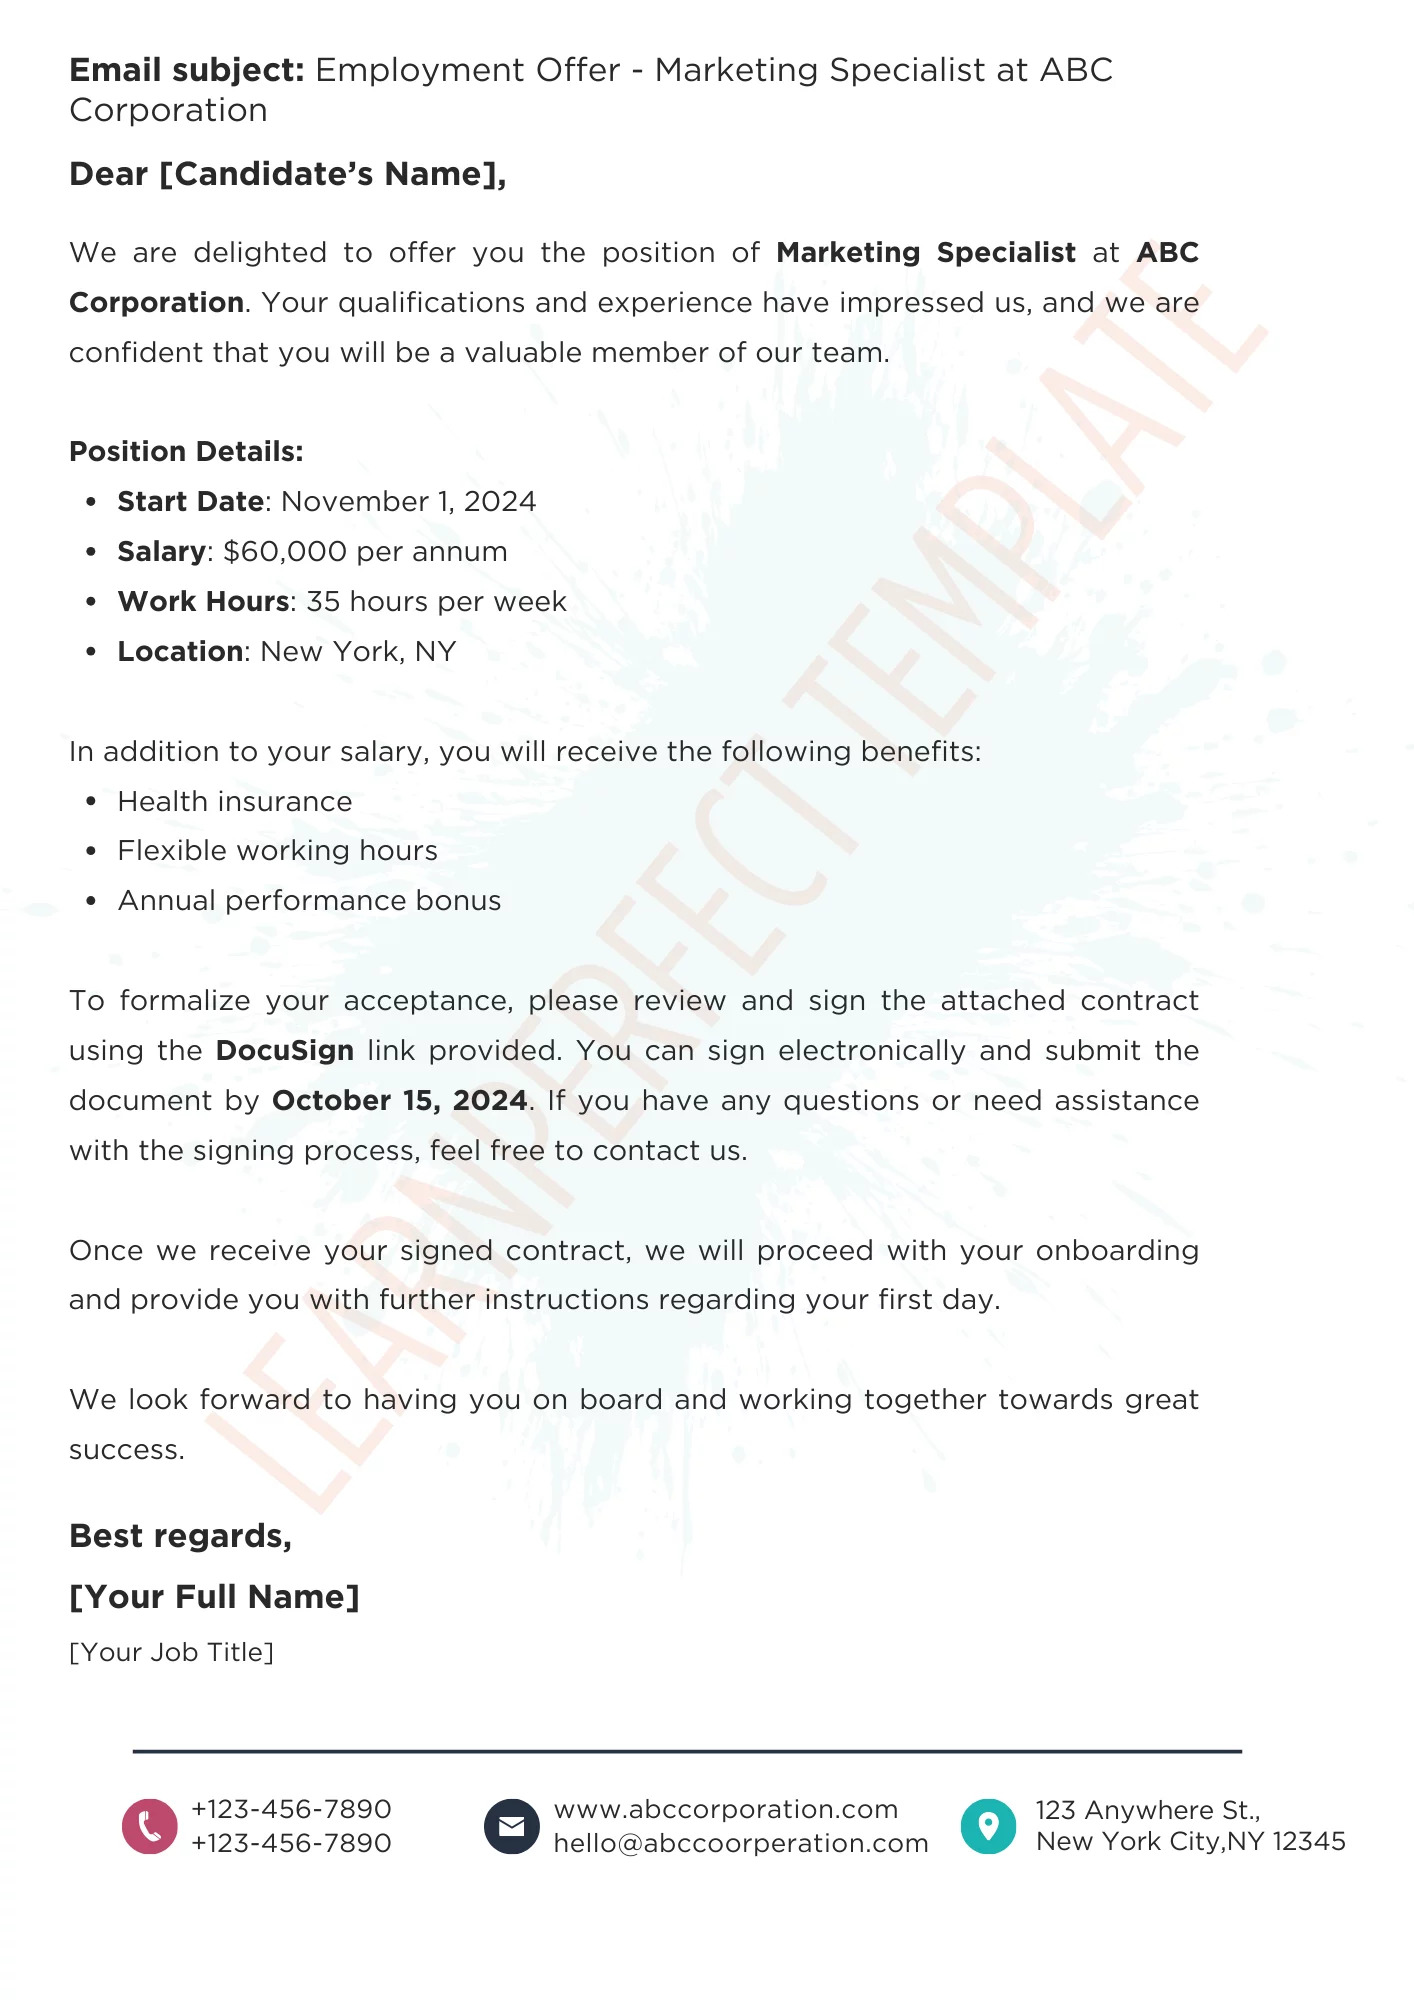 Email subject: Employment Offer - Marketing Specialist at ABC
Corporation
Dear [Candidate’s Name],
We are delighted to offer you the position of Marketing Specialist at ABC
Corporation. Your qualifications and experience have impressed us, and we are
confident that you will be a valuable member of our team.
Position Details:
• Start Date: November 1, 2024
• Salary: $60,000 per annum
• Work Hours: 35 hours per week
• Location: New York, NY
In addition to your salary, you will receive the following benefits:
• Health insurance
• Flexible working hours
• Annual performance bonus
To formalize your acceptance, please review and sign the attached contract
using the DocuSign link provided. You can sign electronically and submit the
document by October 15, 2024. If you have any questions or need assistance
with the signing process, feel free to contact us.
Once we receive your signed contract, we will proceed with your onboarding
and provide you with further instructions regarding your first day.
We look forward to having you on board and working together towards great
success.
Best regards,
[Your Full Name]
[Your Job Title]
+123-456-7890
+123-456-7890
www.abccorporation.com
hello@abccoorperation.com
123 Anywhere St.,
New York City,NY 12345
LEARNPERFECT TEMPLATE